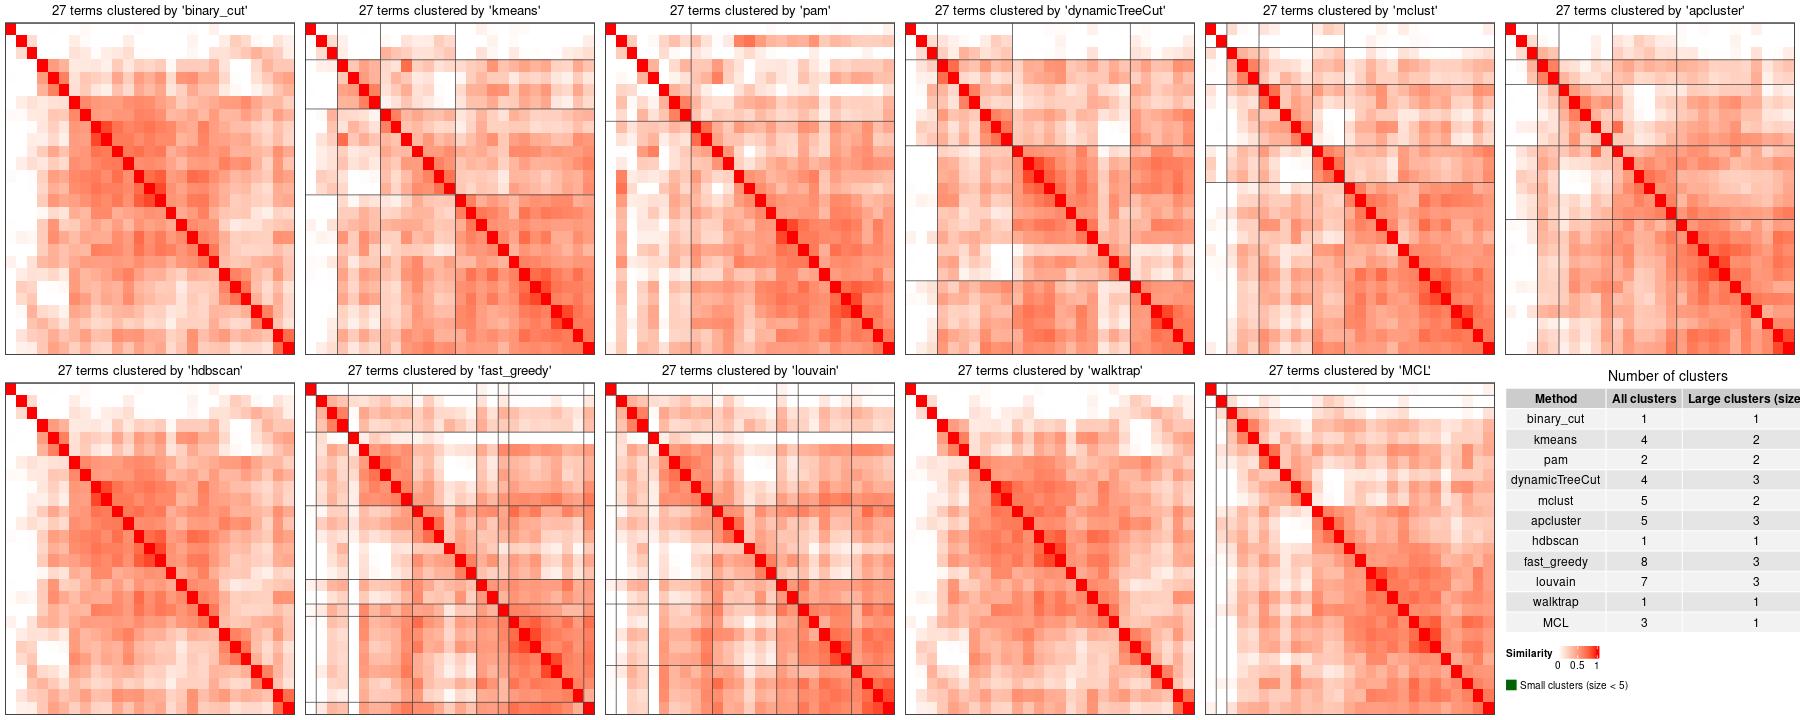 27 terms clustered by 'binary_cut'
27 terms clustered by 'kmeans'
27 terms clustered by 'pam'
27 terms clustered by 'dynamicTreeCut'
27 terms clustered by 'mclust'
27 terms clustered by 'apcluster'
27 terms clustered by 'hdbscan'
27 terms clustered by 'fast_greedy'
27 terms clustered by 'louvain'
27 terms clustered by 'walktrap'
27 terms clustered by 'MCL'
Number of clusters
Method All clusters Large clusters (size
binary_cut 1 1
kmeans 4 2
pam 2 2
dynamicTreeCut 4 3
mclust 5 2
apcluster 5 3
hdbscan 1 1
fast_greedy 8 3
louvain 7 3
walktrap 1 1
MCL 3 1
Similarity
0 0.5 1
Small clusters (size < 5)